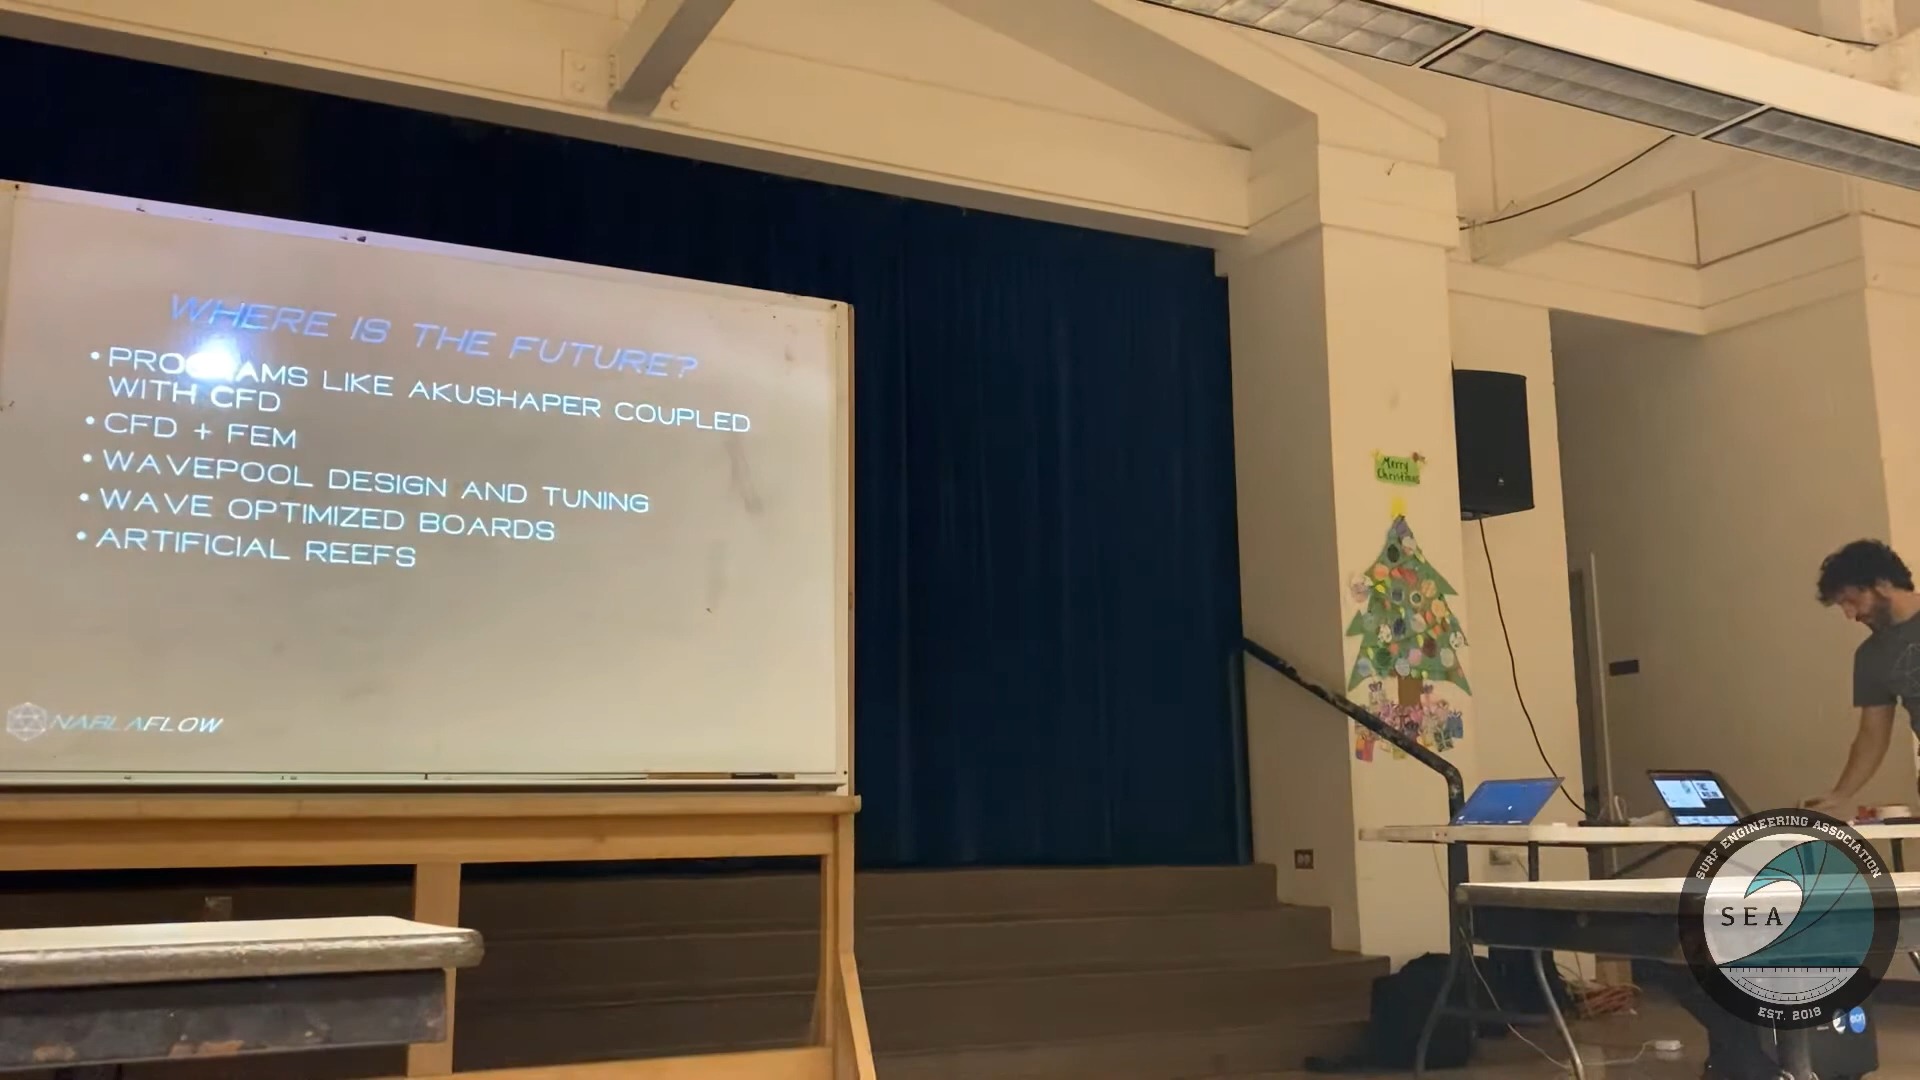 WHERE IS THE FUTURE?
• PROGRAMS LIKE AKUSHAPER COUPLED
WITH CFD
• CFD + FEM
• WAVEPOOL DESIGN AND TUNING
• WAVE OPTIMIZED BOARDS
• ARTIFICIAL REEFS
NABLAFLOW
Merry
Christmas
SURF ENGINEERING ASSOCIATION
SEA
EST. 2019